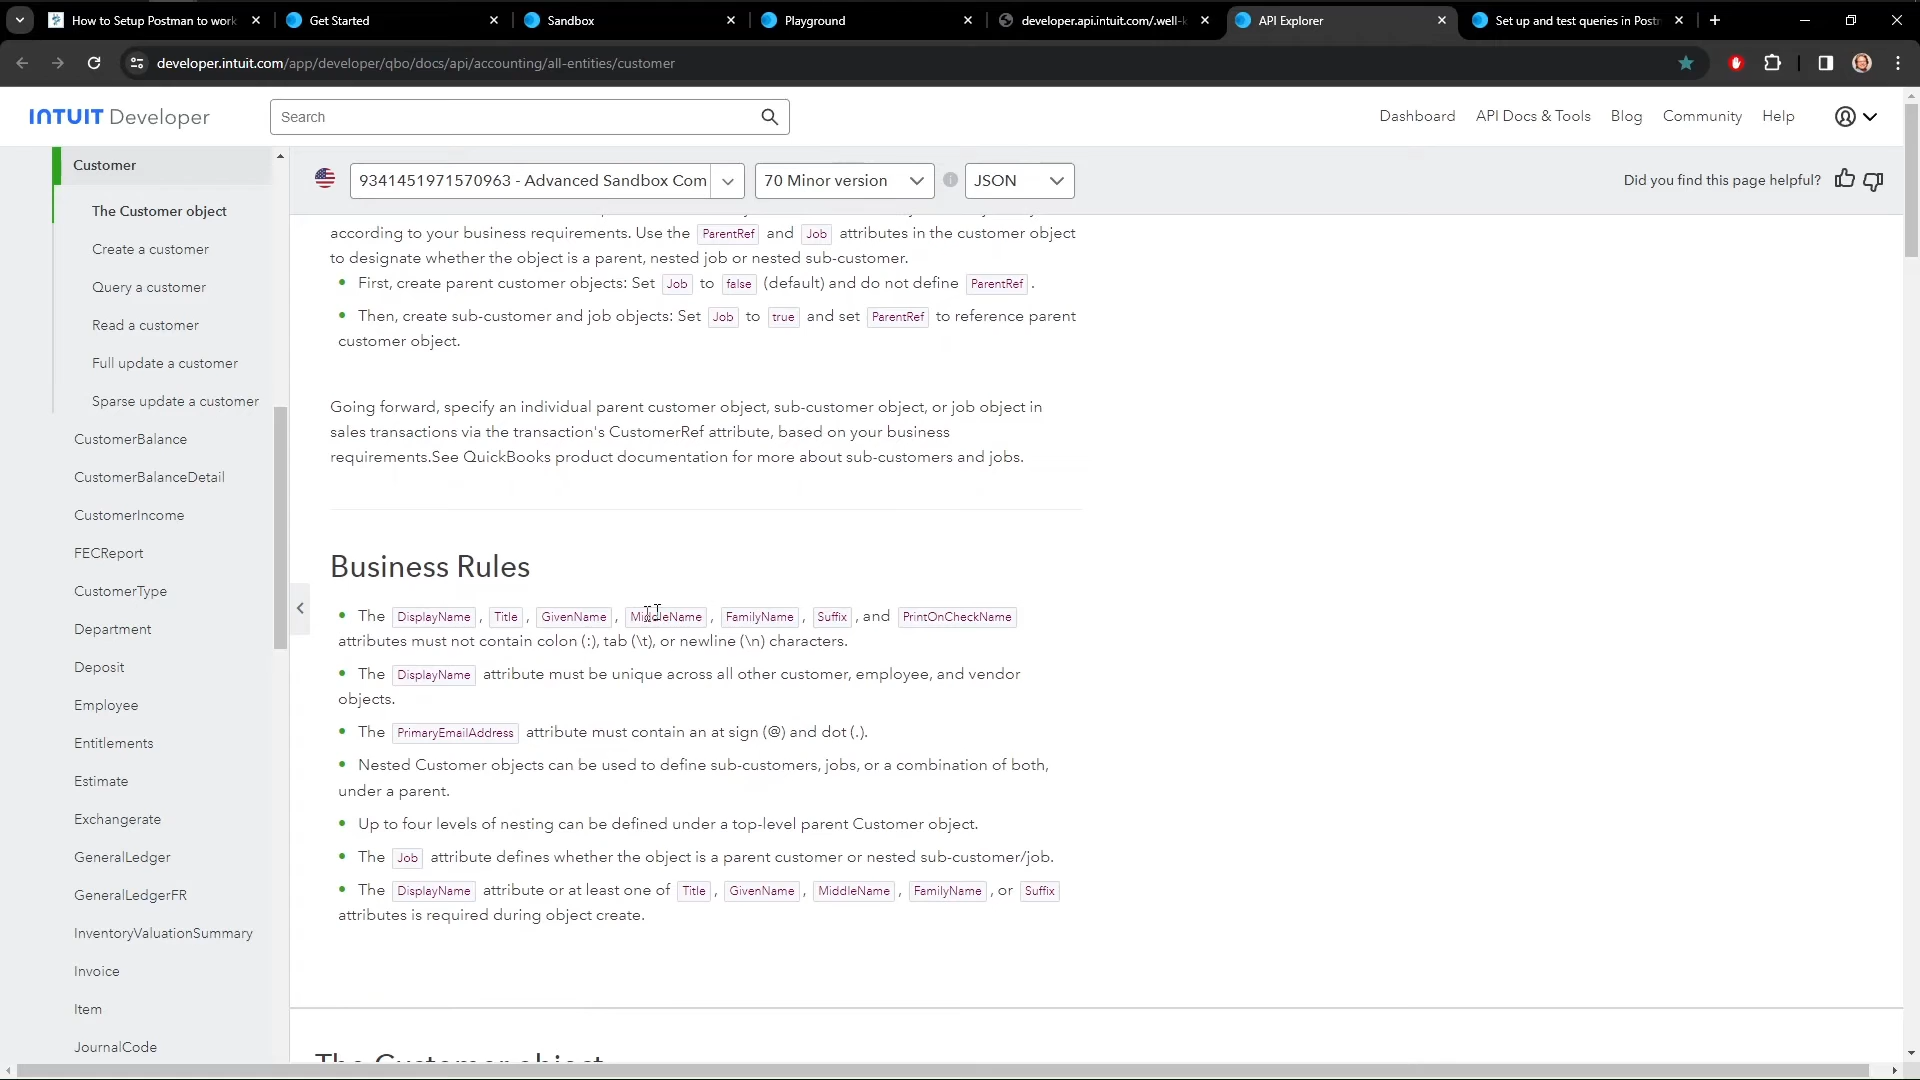 How to Setup Postman to work
Get Started
Sandbox
Playground
developer.api.intuit.com/.well-k
API Explorer
Set up and test queries in Postm
developer.intuit.com/app/developer/qbo/docs/api/accounting/all-entities/customer
INTUIT Developer
Search
Dashboard
API Docs & Tools
Blog
Community
Help
Customer
The Customer object
Create a customer
Query a customer
Read a customer
Full update a customer
Sparse update a customer
CustomerBalance
CustomerBalanceDetail
CustomerIncome
FECReport
CustomerType
Department
Deposit
Employee
Entitlements
Estimate
Exchangerate
GeneralLedger
GeneralLedgerFR
InventoryValuationSummary
Invoice
Item
JournalCode
9341451971570963 - Advanced Sandbox Com
70 Minor version
JSON
Did you find this page helpful?
according to your business requirements. Use the ParentRef and Job attributes in the customer object
to designate whether the object is a parent, nested job or nested sub-customer.
• First, create parent customer objects: Set Job to false (default) and do not define ParentRef .
• Then, create sub-customer and job objects: Set Job to true and set ParentRef to reference parent
customer object.
Going forward, specify an individual parent customer object, sub-customer object, or job object in
sales transactions via the transaction's CustomerRef attribute, based on your business
requirements.See QuickBooks product documentation for more about sub-customers and jobs.
Business Rules
• The DisplayName , Title , GivenName , MiddleName , FamilyName , Suffix , and PrintOnCheckName
attributes must not contain colon (:), tab (\t), or newline (\n) characters.
• The DisplayName attribute must be unique across all other customer, employee, and vendor
objects.
• The PrimaryEmailAddress attribute must contain an at sign (@) and dot (.).
• Nested Customer objects can be used to define sub-customers, jobs, or a combination of both,
under a parent.
• Up to four levels of nesting can be defined under a top-level parent Customer object.
• The Job attribute defines whether the object is a parent customer or nested sub-customer/job.
• The DisplayName attribute or at least one of Title , GivenName , MiddleName , FamilyName , or Suffix
attributes is required during object create.
The Customer object